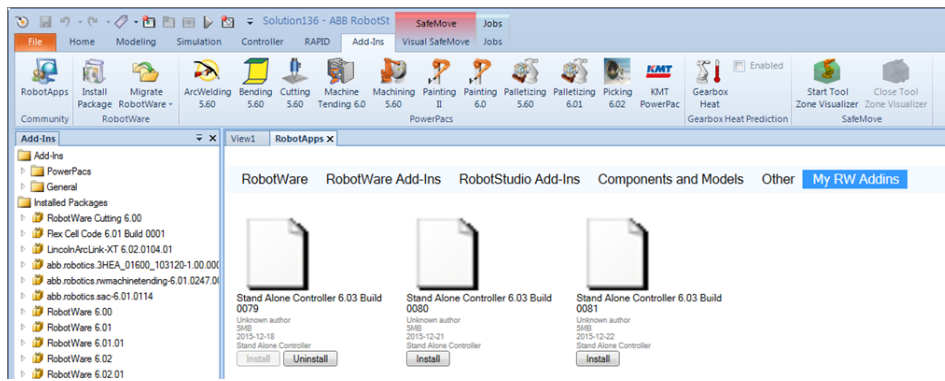 Solution136 - ABB RobotSt
SafeMove
Jobs
File Home Modeling Simulation Controller RAPID Add-Ins Visual SafeMove Jobs
RobotApps
Install Package
Migrate RobotWare
ArcWelding 5.60
Bending 5.60
Cutting 5.60
Machine Tending 6.0
Machining 5.60
Painting II
Painting 6.0
Palletizing 5.60
Palletizing 6.01
Picking 6.02
KMT
KMT PowerPac
Gearbox Heat
Enabled
Start Tool Zone Visualizer
Close Tool Zone Visualizer
Community RobotWare PowerPacs Gearbox Heat Prediction SafeMove
Add-Ins
View1 RobotApps
Add-Ins
PowerPacs
General
Installed Packages
RobotWare Cutting 6.00
Flex Cell Code 6.01 Build 0001
LincolnArcLink-XT 6.02.0104.01
abb.robotics.3HEA_01600_103120-1.00.00
abb.robotics.rwmachinetending-6.01.0247.00
abb.robotics.sac-6.01.0114
RobotWare 6.00
RobotWare 6.01
RobotWare 6.01.01
RobotWare 6.02
RobotWare 6.02.01
RobotWare RobotWare Add-Ins RobotStudio Add-Ins Components and Models Other My RW Addins
Stand Alone Controller 6.03 Build
0079
Unknown author
5MB
2015-12-18
Stand Alone Controller
Install Uninstall
Stand Alone Controller 6.03 Build
0080
Unknown author
5MB
2015-12-21
Stand Alone Controller
Install
Stand Alone Controller 6.03 Build
0081
Unknown author
5MB
2015-12-22
Stand Alone Controller
Install